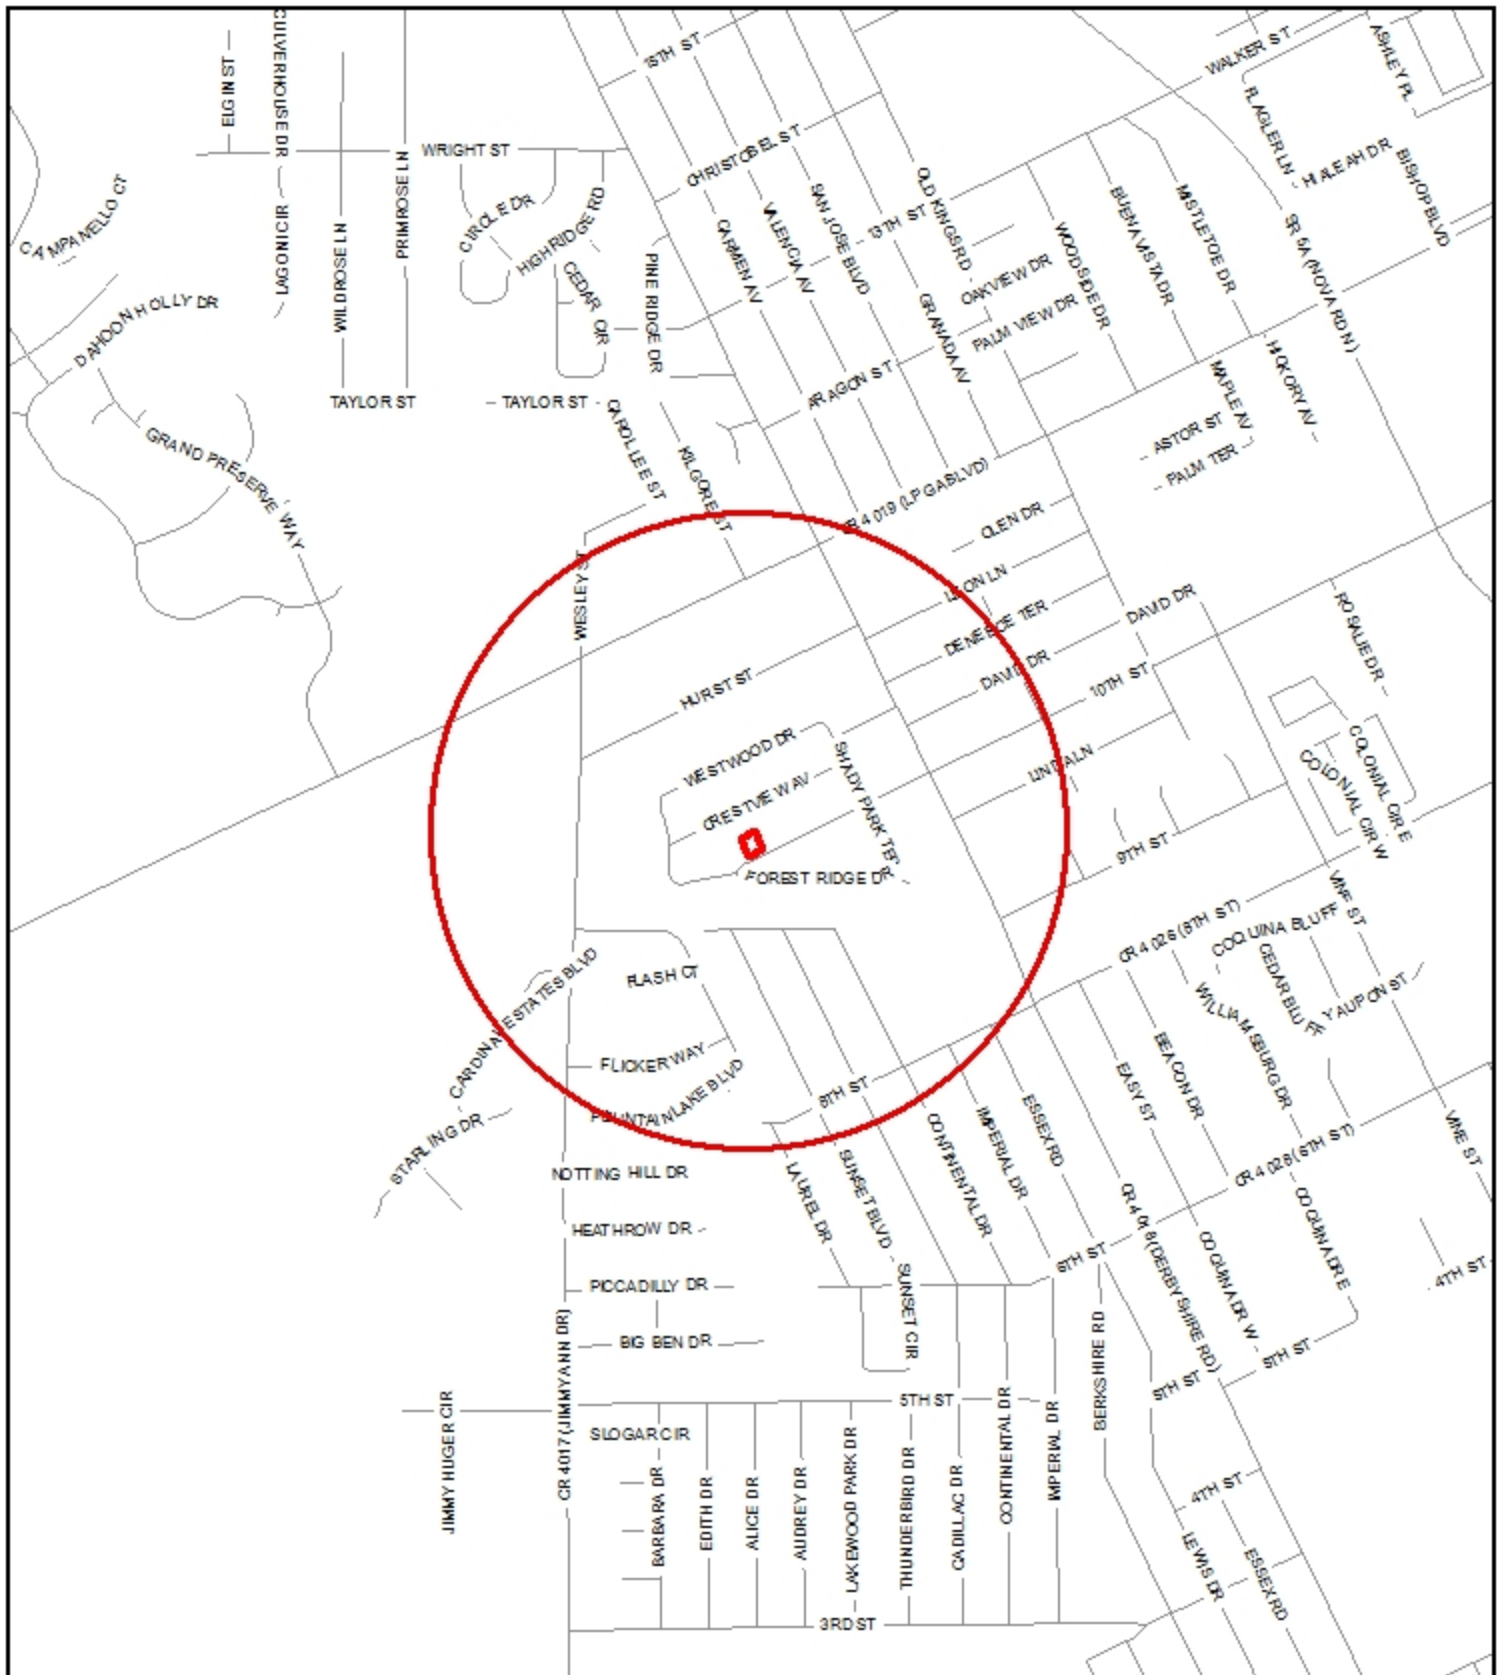 ELGIN ST
CULVERHOUSE DR
15TH ST
WALKER ST
ASHLEY PL
FLAGLER LN
HIALEAH DR
BISHOP BLVD
WRIGHT ST
CHRISTOBEL ST
PRIMROSE LN
CAMPANELLO CT
CIRCLE DR
HIGH RIDGE RD
LAGONI CIR
WILDROSE LN
CARMEN AV
VALENCIA AV
SAN JOSE BLVD
13TH ST
OLD KINGS RD
WOODSIDE DR
BUENA VISTA DR
MISTLETOE DR
SR 5A (NOVA RD N)
CEDAR CIR
PINE RIDGE DR
OAKVIEW DR
PALM VIEW DR
GRANADA AV
DAHOON HOLLY DR
ARAGON ST
HICKORY AV
MAPLE AV
TAYLOR ST
TAYLOR ST
CAROLLEE ST
KILGORE ST
ASTOR ST
PALM TER
GRAND PRESERVE WAY
CR 4019 (LPGA BLVD)
GLEN DR
WESLEY ST
LEON LN
DENEECE TER
DAVID DR
DAVID DR
ROSALIE DR
10TH ST
HURST ST
WESTWOOD DR
CRESTVIEW AV
SHADY PARK TER
LINDA LN
COLONIAL CIR E
COLONIAL CIR W
FOREST RIDGE DR
9TH ST
VINE ST
CR 4026 (8TH ST)
COQUINA BLUFF
CEDAR BLUFF
YAUPON ST
WILLIAMSBURG DR
CARDINAL ESTATES BLVD
FLASH CT
FLICKER WAY
FOUNTAIN LAKE BLVD
8TH ST
STARLING DR
EASY ST
BEACON DR
ESSEX RD
IMPERIAL DR
CONTINENTAL DR
VINE ST
CR 4026 (6TH ST)
NOTTING HILL DR
LAUREL DR
SUNSET BLVD
HEATHROW DR
6TH ST
CR 4018 (DERBYSHIRE RD)
COQUINA DR W
COQUINA DR E
4TH ST
PICCADILLY DR
SUNSET CIR
BIG BEN DR
CR 4017 (JIMMY ANN DR)
BERKSHIRE RD
5TH ST
5TH ST
5TH ST
JIMMY HUGER CIR
SLOGAR CIR
BARBARA DR
EDITH DR
ALICE DR
AUDREY DR
LAKEWOOD PARK DR
THUNDERBIRD DR
CADILLAC DR
CONTINENTAL DR
IMPERIAL DR
4TH ST
LEWIS DR
ESSEX RD
3RD ST